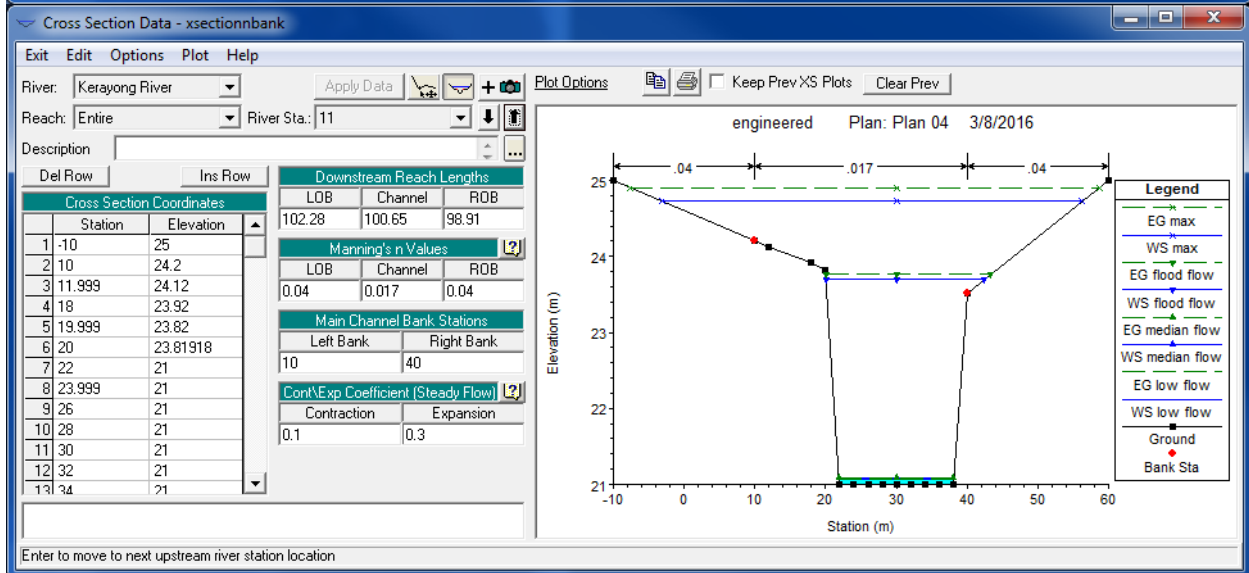 Cross Section Data - xsectionnbank
Exit Edit Options Plot Help
River: Kerayong River Apply Data
Reach: Entire River Sta.: 11
Description ...
Del Row Ins Row
Cross Section Coordinates
Station Elevation
1 -10 25
2 10 24.2
3 11.999 24.12
4 18 23.92
5 19.999 23.82
6 20 23.81918
7 22 21
8 23.999 21
9 26 21
10 28 21
11 30 21
12 32 21
13 34 21
Downstream Reach Lengths
LOB Channel ROB
102.28 100.65 98.91
Manning's n Values ?
LOB Channel ROB
0.04 0.017 0.04
Main Channel Bank Stations
Left Bank Right Bank
10 40
Cont\Exp Coefficient (Steady Flow) ?
Contraction Expansion
0.1 0.3
Plot Options Keep Prev XS Plots Clear Prev
engineered Plan: Plan 04 3/8/2016
.04 .017 .04
25
24
23
22
21
Elevation (m)
-10 0 10 20 30 40 50 60
Station (m)
Legend
EG max
WS max
EG flood flow
WS flood flow
EG median flow
WS median flow
EG low flow
WS low flow
Ground
Bank Sta
Enter to move to next upstream river station location